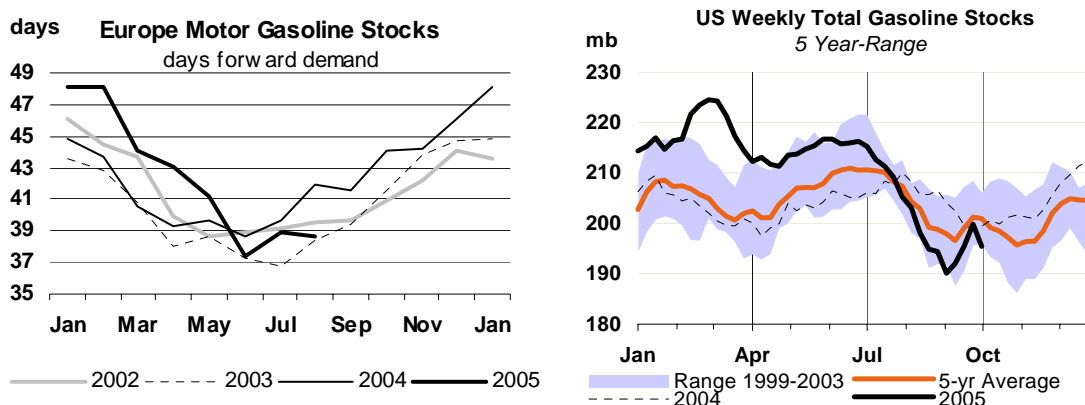 days
Europe Motor Gasoline Stocks
days forward demand
49
47
45
43
41
39
37
35
Jan Mar May Jul Sep Nov Jan
2002 2003 2004 2005
US Weekly Total Gasoline Stocks
5 Year-Range
mb
230
220
210
200
190
180
Jan Apr Jul Oct
Range 1999-2003 5-yr Average
2004 2005